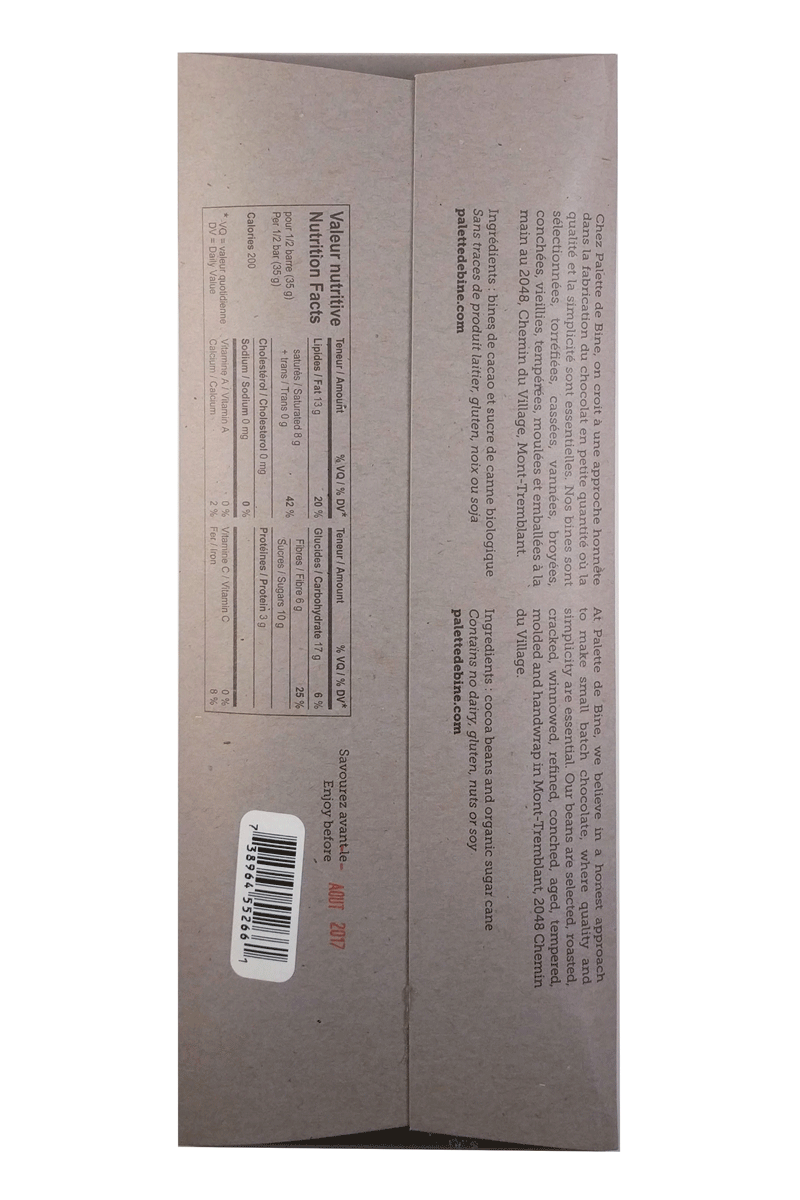 Chez Palette de Bine, on croit à une approche honnête
dans la fabrication du chocolat en petite quantité où la
qualité et la simplicité sont essentielles. Nos bines sont
sélectionnées, torréfiées, cassées, vannées, broyées,
conchées, vieillies, tempérées, moulées et emballées à la
main au 2048, Chemin du Village, Mont-Tremblant.
Ingrédients : bines de cacao et sucre de canne biologique
Sans traces de produit laitier, gluten, noix ou soja
palettedebine.com
At Palette de Bine, we believe in a honest approach
to make small batch chocolate, where quality and
simplicity are essential. Our beans are selected, roasted,
cracked, winnowed, refined, conched, aged, tempered,
molded and handwrap in Mont-Tremblant, 2048 Chemin
du Village.
Ingredients : cocoa beans and organic sugar cane
Contains no dairy, gluten, nuts or soy
palettedebine.com
Valeur nutritive
Nutrition Facts
pour 1/2 barre (35 g)
Per 1/2 bar (35 g)
Calories 200
* VQ = valeur quotidienne
DV = Daily Value
Teneur / Amount % VQ / % DV*
Lipides / Fat 13 g 20 %
saturés / Saturated 8 g
+ trans / Trans 0 g 42 %
Cholestérol / Cholesterol 0 mg
Sodium / Sodium 0 mg 0 %
Vitamine A / Vitamin A 0 %
Calcium / Calcium 2 %
Teneur / Amount % VQ / % DV*
Glucides / Carbohydrate 17 g 6 %
Fibres / Fibre 6 g 25 %
Sucres / Sugars 10 g
Protéines / Protein 3 g
Vitamine C / Vitamin C 0 %
Fer / Iron 8 %
Savourez avant le
Enjoy before
AOUT 2017
7 38964 55266 1